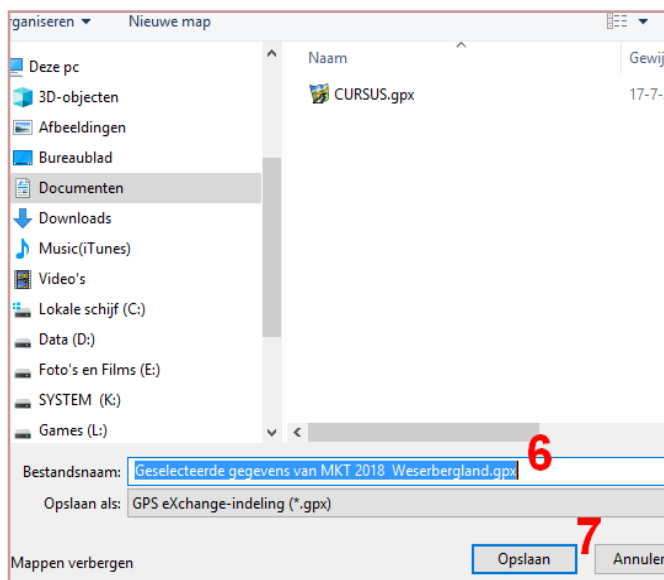 rganiseren Nieuwe map
Naam Gewij
Deze pc
3D-objecten
Afbeeldingen
Bureaublad
Documenten
Downloads
Music(iTunes)
Video's
Lokale schijf (C:)
Data (D:)
Foto's en Films (E:)
SYSTEM (K:)
Games (L:)
CURSUS.gpx 17-7-
Bestandsnaam: Geselecteerde gegevens van MKT 2018 Weserbergland.gpx 6
Opslaan als: GPS eXchange-indeling (*.gpx)
7
Mappen verbergen Opslaan Annuler